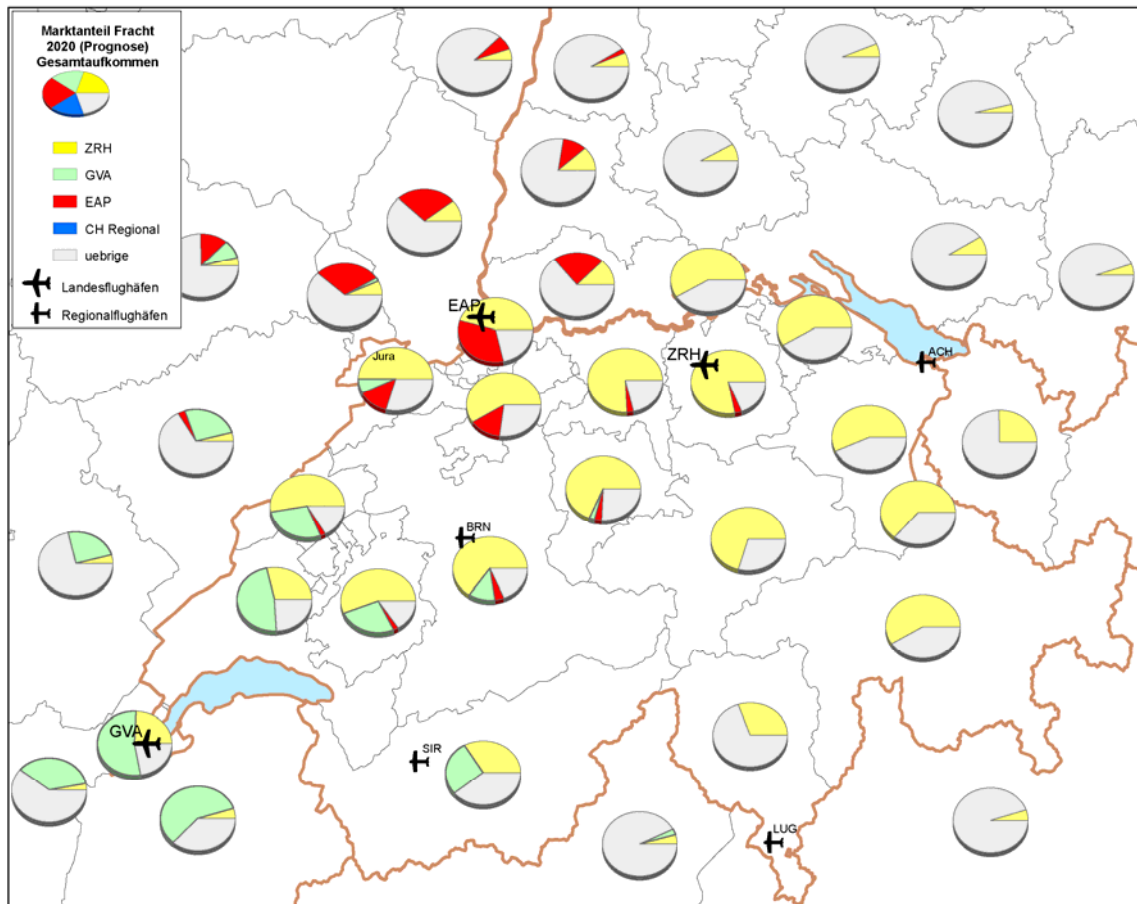 Marktanteil Fracht
2020 (Prognose)
Gesamtaufkommen
ZRH
GVA
EAP
CH Regional
uebrige
Landesflughäfen
Regionalflughäfen
EAP
Jura
ZRH
ACH
BRN
GVA
SIR
LUG